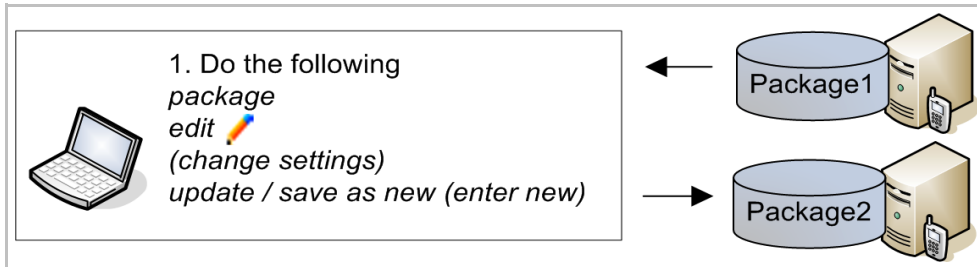 1. Do the following
package
edit
(change settings)
update / save as new (enter new)
Package1
Package2